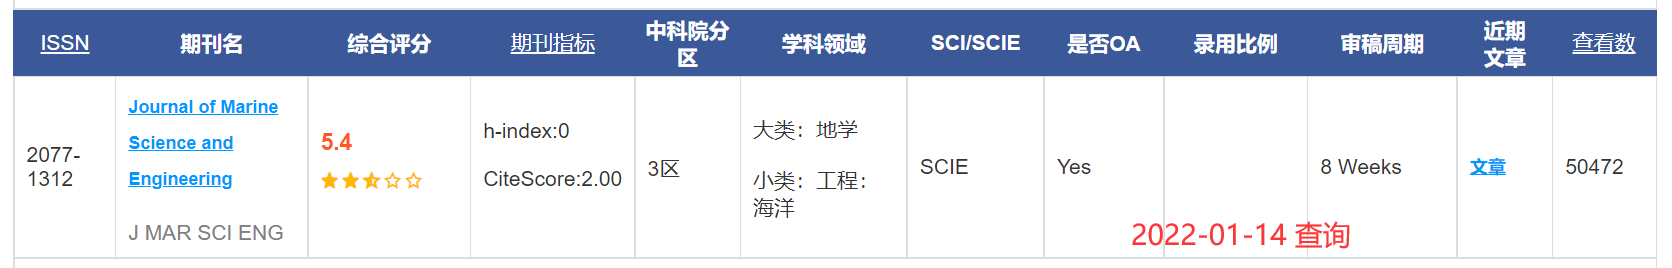 ISSN
期刊名
综合评分
期刊指标
中科院分
区
学科领域
SCI/SCIE
是否OA
录用比例
审稿周期
近期
文章
查看数
2077-
1312
Journal of Marine
Science and
Engineering
J MAR SCI ENG
5.4
h-index:0
CiteScore:2.00
3区
大类：地学
小类：工程：
海洋
SCIE
Yes
8 Weeks
文章
50472
2022-01-14 查询